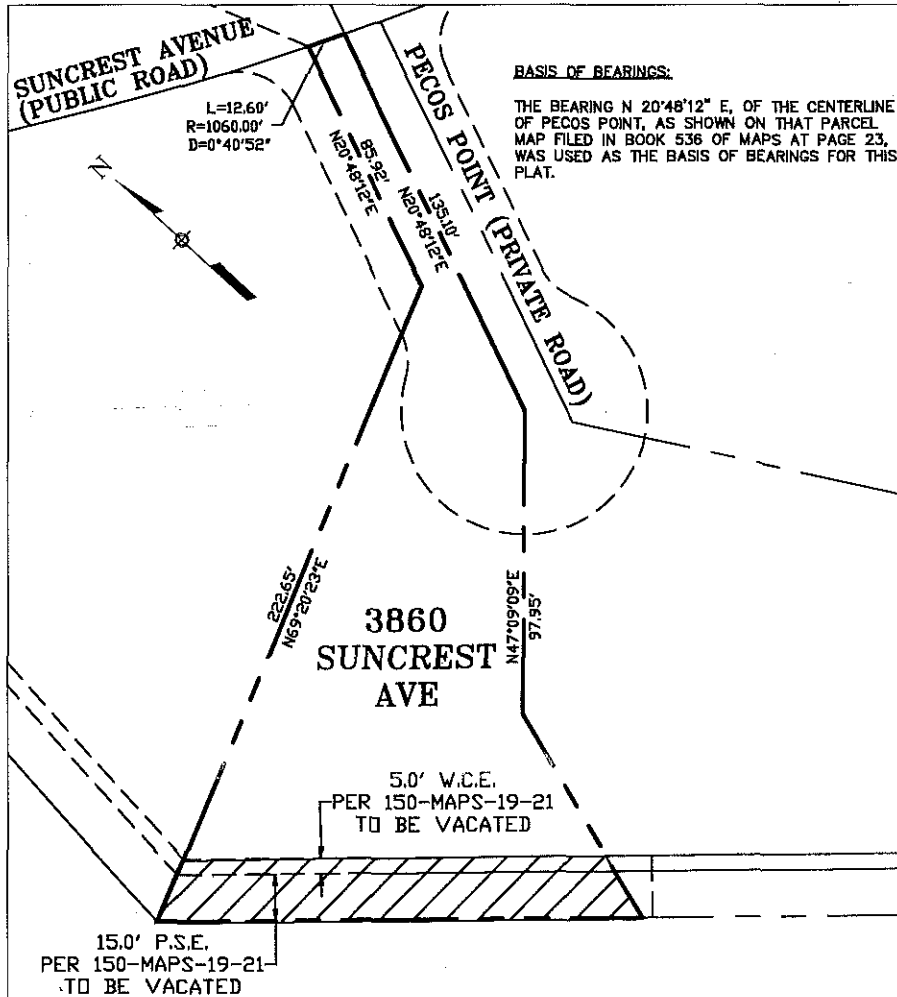 SUNCREST AVENUE
(PUBLIC ROAD)
L=12.60'
R=1060.00'
D=0°40'52"
85.92'
N20°48'12"E
135.10'
N20°48'12"E
PECOS POINT (PRIVATE ROAD)
BASIS OF BEARINGS:
THE BEARING N 20°48'12" E, OF THE CENTERLINE
OF PECOS POINT, AS SHOWN ON THAT PARCEL
MAP FILED IN BOOK 536 OF MAPS AT PAGE 23,
WAS USED AS THE BASIS OF BEARINGS FOR THIS
PLAT.
N
222.65'
N69°20'23"E
3860
SUNCREST
AVE
N47°09'09"E
97.95'
5.0' W.C.E.
PER 150-MAPS-19-21
TO BE VACATED
15.0' P.S.E.
PER 150-MAPS-19-21
TO BE VACATED